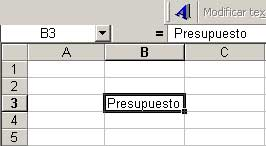 Modificar tex
B3 = Presupuesto
A B C
1
2
3 Presupuesto
4
5